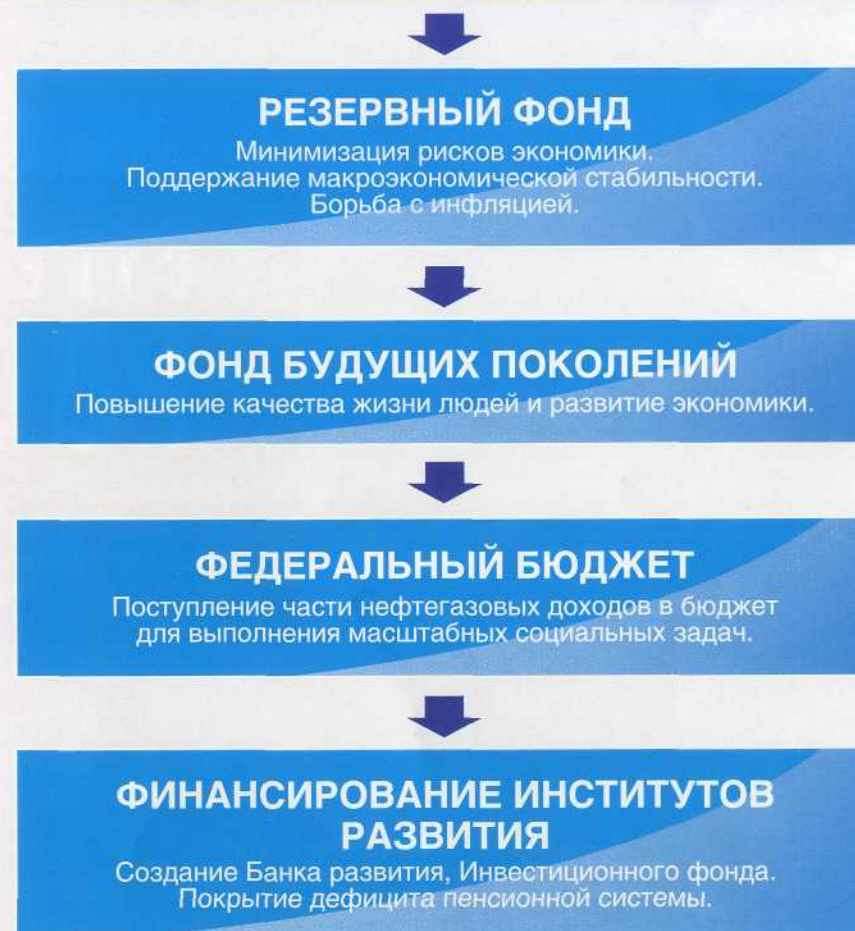 РЕЗЕРВНЫЙ ФОНД
Минимизация рисков экономики.
Поддержание макроэкономической стабильности.
Борьба с инфляцией.
ФОНД БУДУЩИХ ПОКОЛЕНИЙ
Повышение качества жизни людей и развитие экономики.
ФЕДЕРАЛЬНЫЙ БЮДЖЕТ
Поступление части нефтегазовых доходов в бюджет
для выполнения масштабных социальных задач.
ФИНАНСИРОВАНИЕ ИНСТИТУТОВ
РАЗВИТИЯ
Создание Банка развития, Инвестиционного фонда.
Покрытие дефицита пенсионной системы.